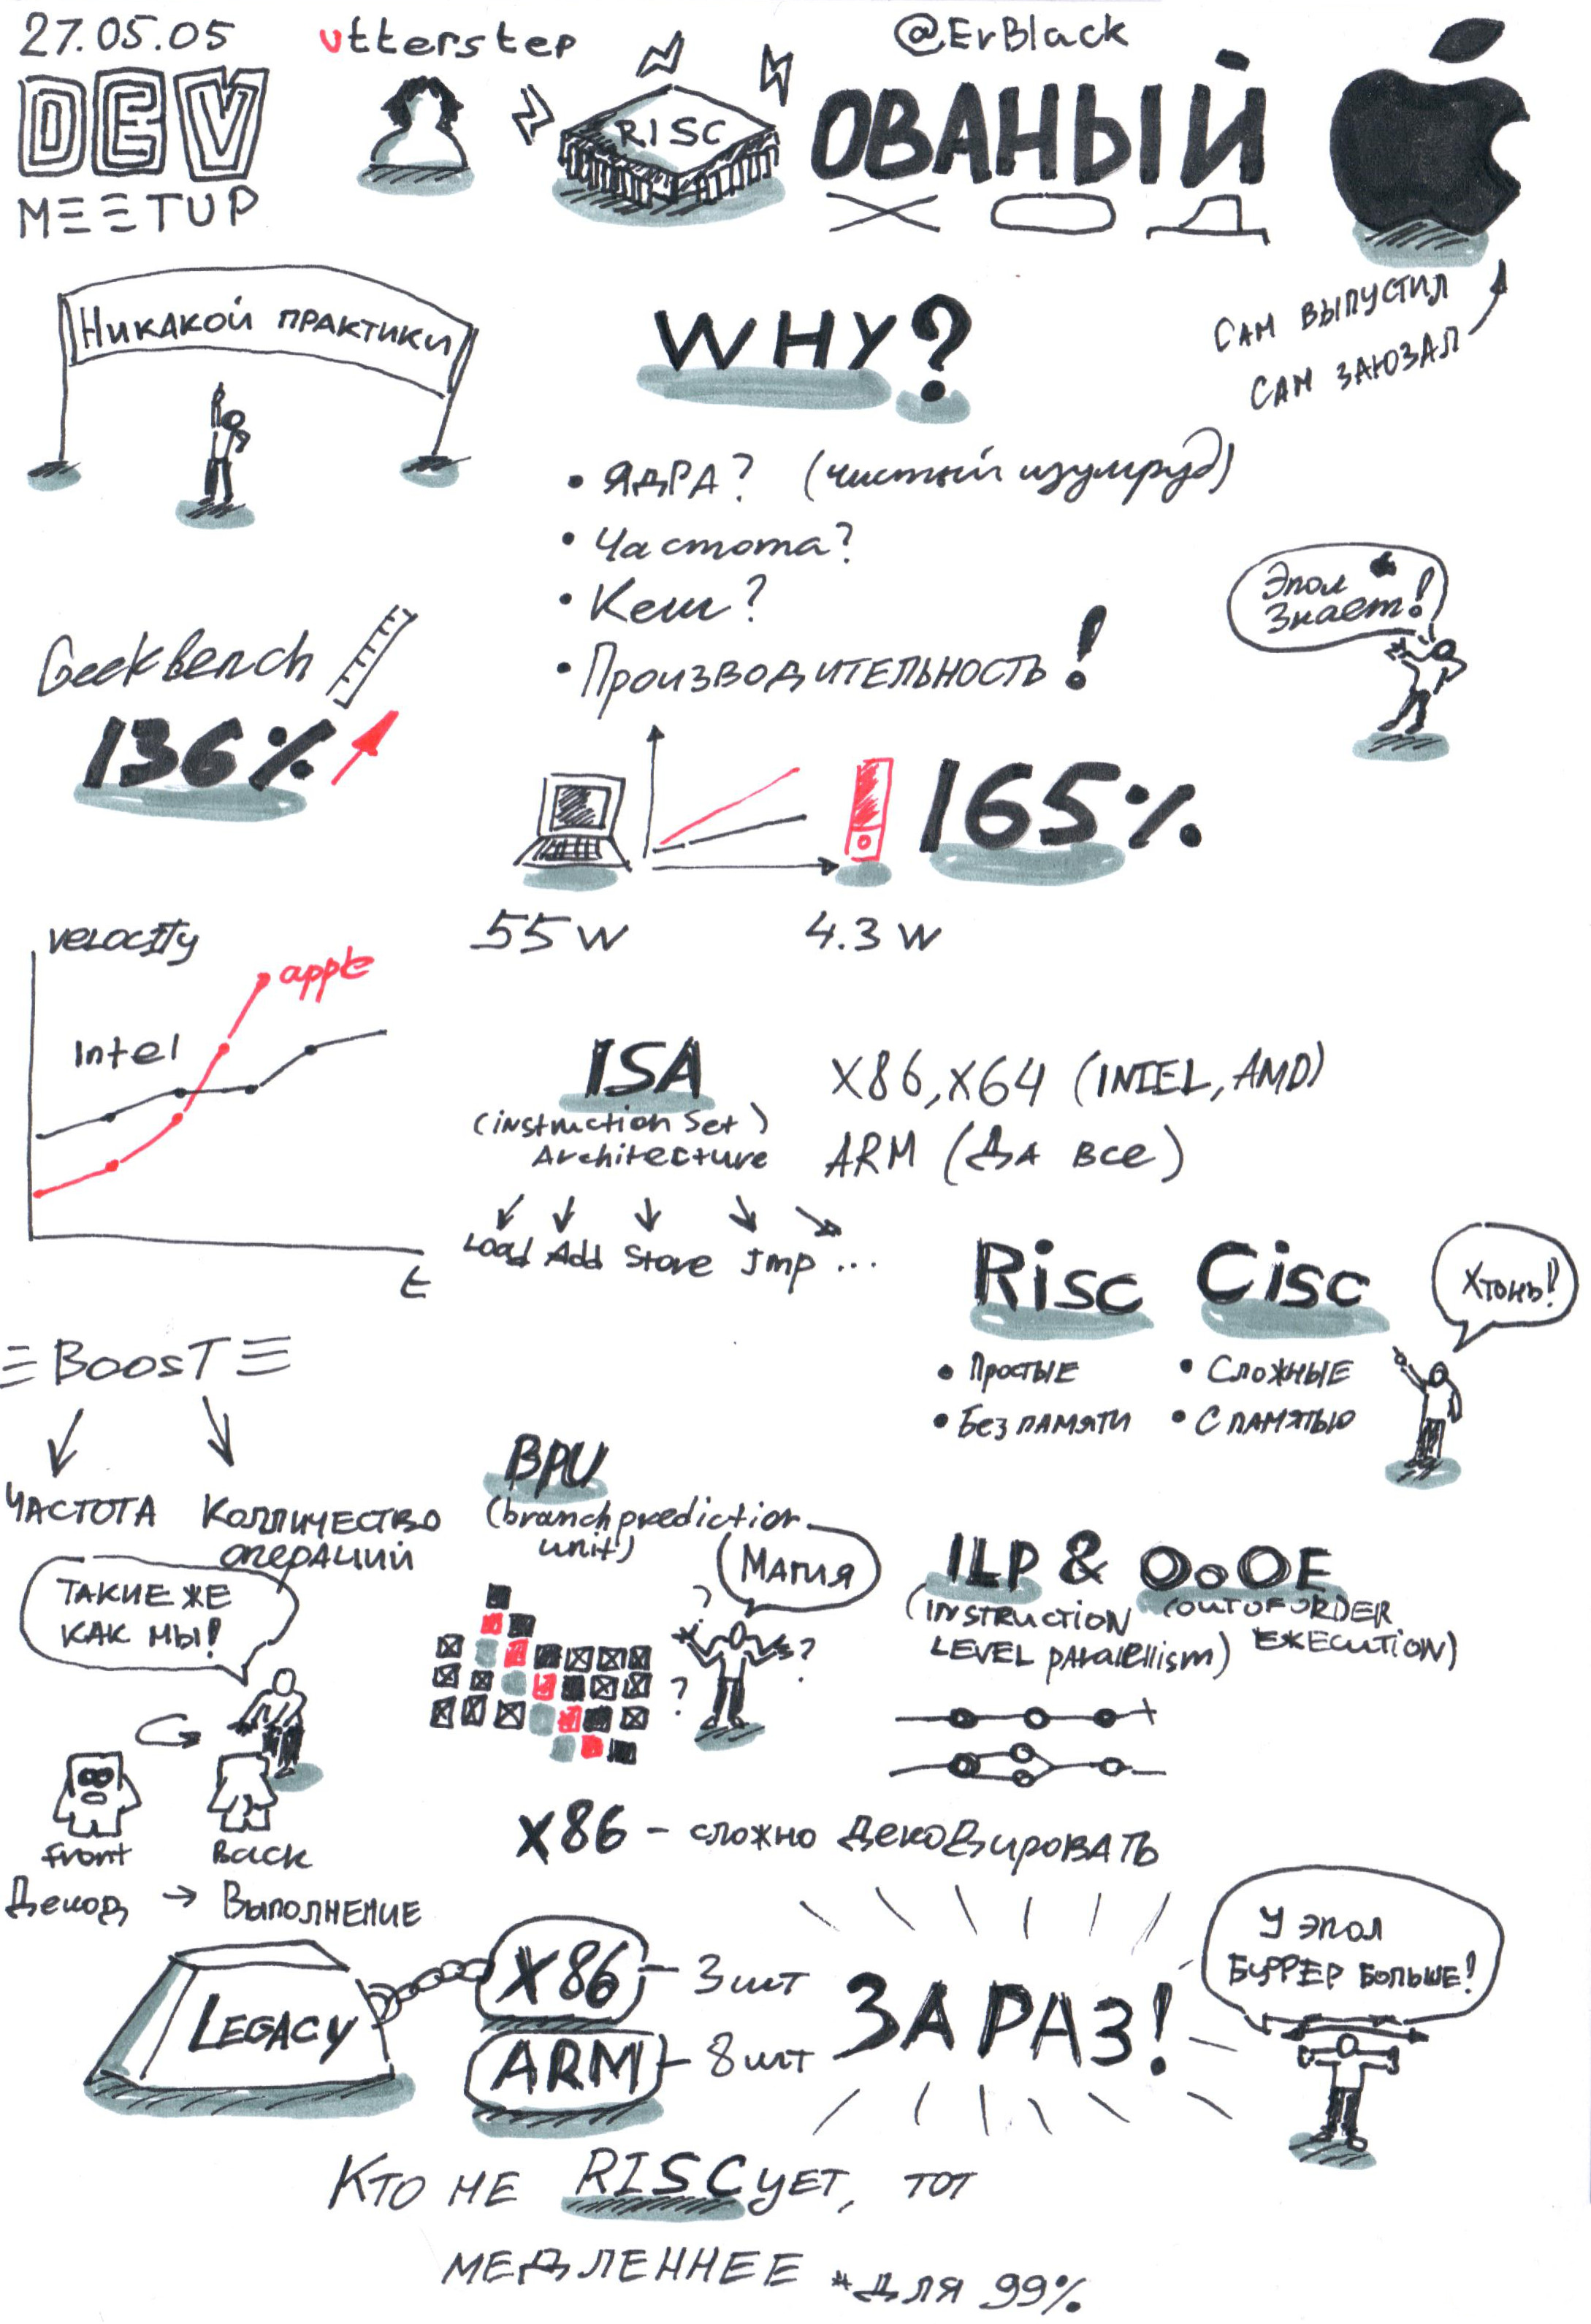 27.05.05
DEV
MEETUP
utterstep
RISC
ОВАНЫЙ
@ErBlack
Сам выпустил
Сам заюзал
Никакой практики
WHY?
• Ядра? (чистый изумруд)
• Частота?
• Кеш?
• Производительность!
Эпол
Знает!
Geekbench
136%
165%
55 W
4.3 W
velocity
apple
Intel
t
ISA
(instruction Set)
Architecture
X86, X64 (INTEL, AMD)
ARM (Да все)
Load Add Store Jmp ...
Risc
• Простые
• Без памяти
Cisc
• Сложные
• С памятью
Хтонь!
BoosT
Частота
Колличество
операций
Такие же
как мы!
Front
Back
Декод → Выполнение
BPU
(branch prediction
unit)
Магия
? ? ?
ILP & OoOE
(INSTRUCTION
LEVEL parallelism)
(OUT OF ORDER
EXECUTION)
X86 - сложно декодировать
LEGACY
X86 - 3 шт
ARM - 8 шт
ЗА РАЗ!
У эпол
буффер больше!
Кто не RISCует, тот
медленнее *для 99%